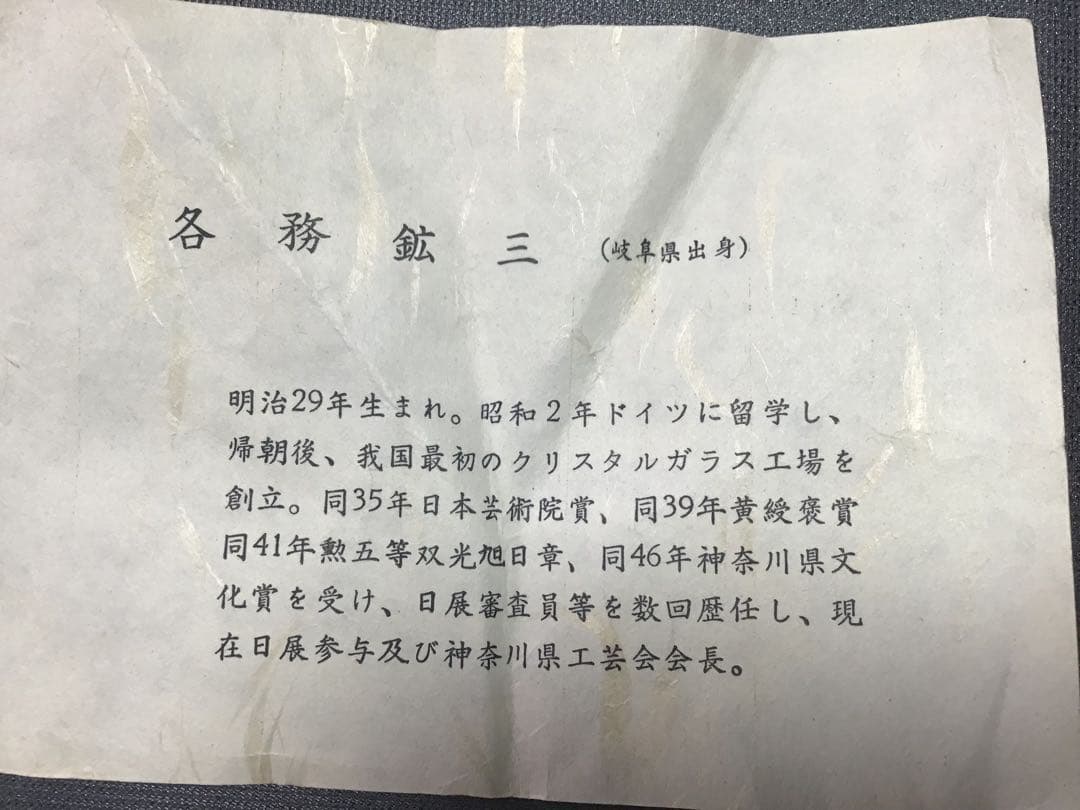 各務鉱三 (岐阜県出身)
明治29年生まれ。昭和2年ドイツに留学し、
帰朝後、我国最初のクリスタルガラス工場を
創立。同35年日本芸術院賞、同39年黄綬褒賞
同41年勲五等双光旭日章、同46年神奈川県文
化賞を受け、日展審査員等を数回歴任し、現
在日展参与及び神奈川県工芸会会長。